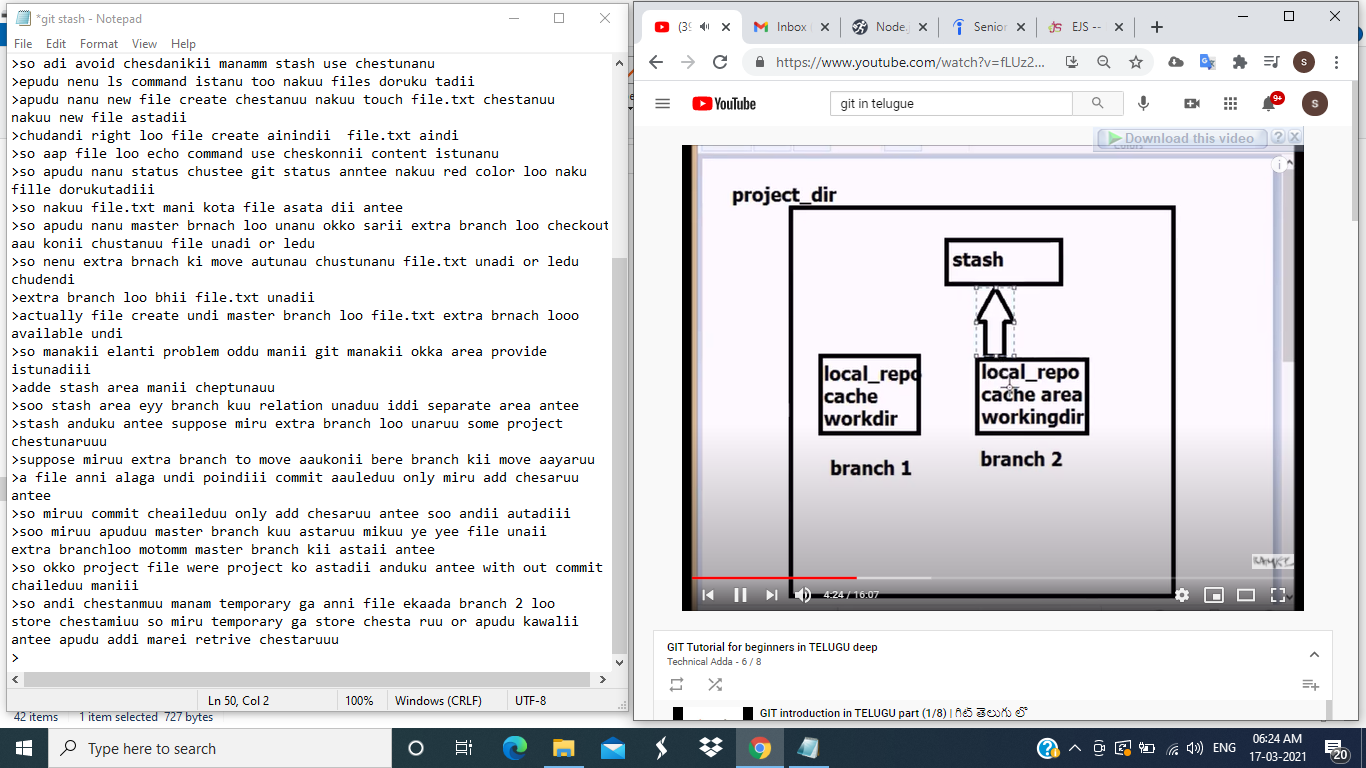 *git stash - Notepad
File Edit Format View Help
>so adi avoid chesdanikii manamm stash use chestunanu
>epudu nenu ls command istanu too nakuu files doruku tadii
>apudu nanu new file create chestanuu nakuu touch file.txt chestanuu
nakuu new file astadii
>chudandi right loo file create ainindii  file.txt aindi
>so aap file loo echo command use cheskonnii content istunanu
>so apudu nanu status chustee git status anntee nakuu red color loo naku
fille dorukutadiii
>so nakuu file.txt mani kota file asata dii antee
>so apudu nanu master brnach loo unanu okko sarii extra branch loo checkout
aau konii chustanuu file unadi or ledu
>so nenu extra brnach ki move autunau chustunanu file.txt unadi or ledu
chudendi
>extra branch loo bhii file.txt unadii
>actually file create undi master branch loo file.txt extra brnach looo
available undi
>so manakii elanti problem oddu manii git manakii okka area provide
istunadiii
>adde stash area manii cheptunauu
>soo stash area eyy branch kuu relation unaduu iddi separate area antee
>stash anduku antee suppose miru extra branch loo unaruu some project
chestunaruuu
>suppose miruu extra branch to move aaukonii bere branch kii move aayaruu
>a file anni alaga undi poindiii commit aauleduu only miru add chesaruu
antee
>so miruu commit cheaileduu only add chesaruu antee soo andii autadiii
>soo miruu apuduu master branch kuu astaruu mikuu ye yee file unaii
extra branchloo motomm master branch kii astaii antee
>so okko project file were project ko astadii anduku antee with out commit
chaileduu maniii
>so andi chestanmuu manam temporary ga anni file ekaada branch 2 loo
store chestamiuu so miru temporary ga store chesta ruu or apudu kawalii
antee apudu addi marei retrive chestaruuu
>
Ln 50, Col 2 100% Windows (CRLF) UTF-8
42 items 1 item selected 727 bytes
(39 Inbox Node. Senior EJS --
https://www.youtube.com/watch?v=fLUz2...
S
YouTube
git in telugue
9+
S
Download this video ?
project_dir
stash
local_repo
cache
workdir
local_repo
cache area
workingdir
branch 1
branch 2
4:24 / 16:07
GIT Tutorial for beginners in TELUGU deep
Technical Adda - 6 / 8
GIT introduction in TELUGU part (1/8) | గిట్ తెలుగు లో
Type here to search
ENG
06:24 AM
17-03-2021
20